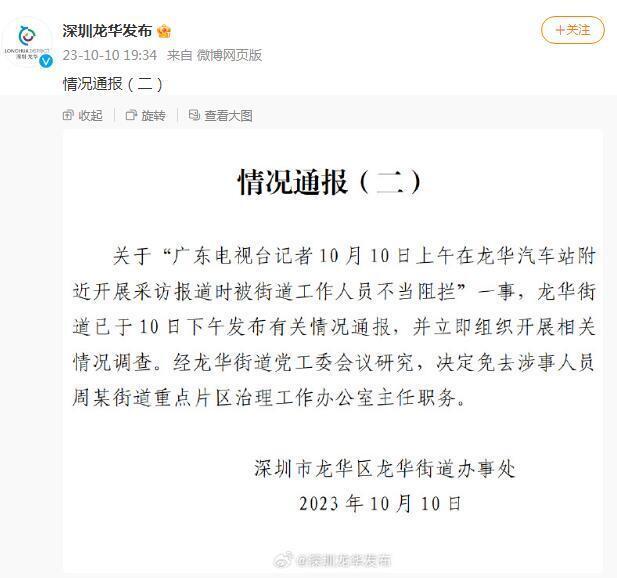 深圳龙华发布
+关注
LONGHUA DISTRICT
深圳 龙华
23-10-10 19:34 来自 微博网页版
情况通报（二）
收起 旋转 查看大图
情况通报（二）
关于“广东电视台记者10月10日上午在龙华汽车站附
近开展采访报道时被街道工作人员不当阻拦”一事，龙华街
道已于10日下午发布有关情况通报，并立即组织开展相关
情况调查。经龙华街道党工委会议研究，决定免去涉事人员
周某街道重点片区治理工作办公室主任职务。
深圳市龙华区龙华街道办事处
2023年10月10日
@深圳龙华发布